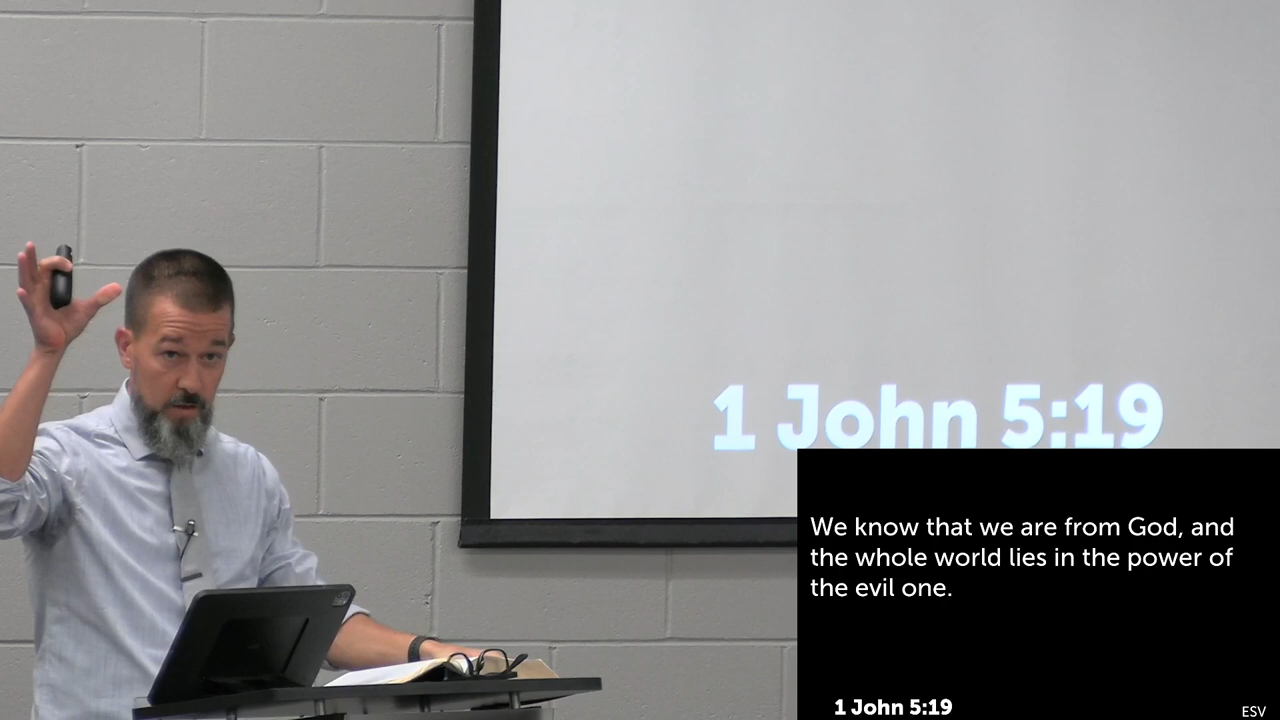 1 John 5:19
We know that we are from God, and
the whole world lies in the power of
the evil one.
1 John 5:19
ESV